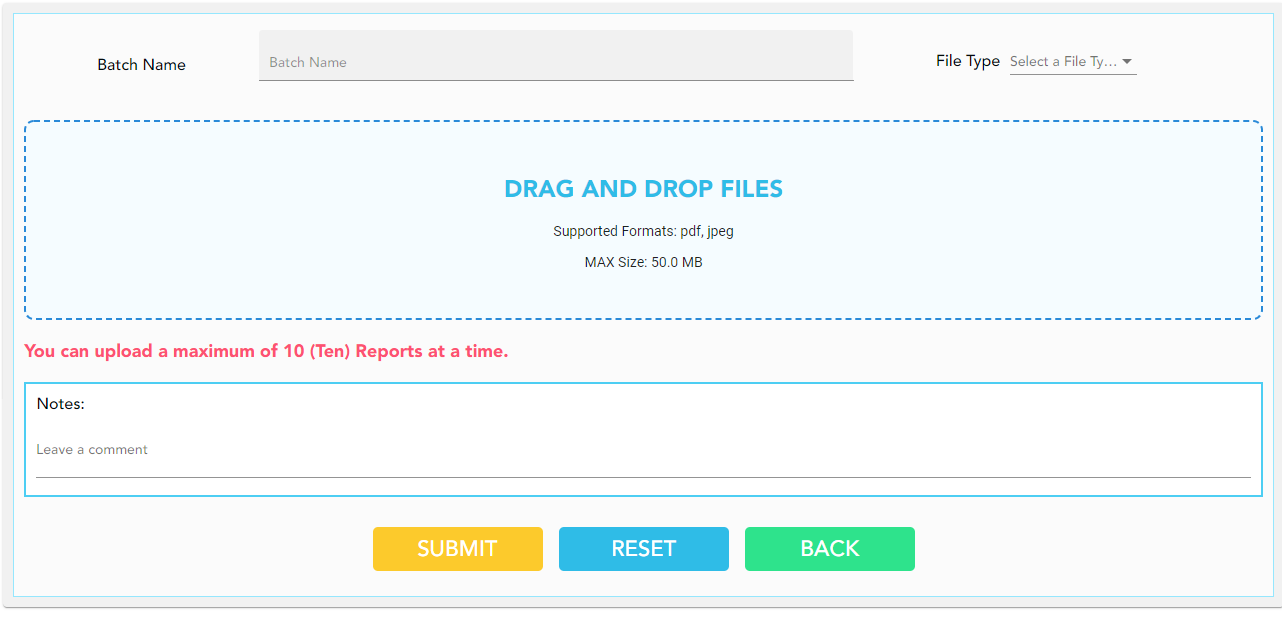 Batch Name
Batch Name
File Type
Select a File Ty...
DRAG AND DROP FILES
Supported Formats: pdf, jpeg
MAX Size: 50.0 MB
You can upload a maximum of 10 (Ten) Reports at a time.
Notes:
Leave a comment
SUBMIT
RESET
BACK